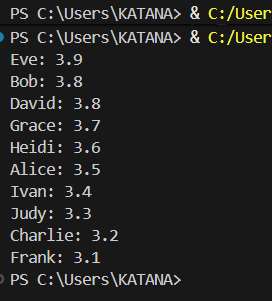 PS C:\Users\KATANA> & C:/User
PS C:\Users\KATANA> & C:/User
Eve: 3.9
Bob: 3.8
David: 3.8
Grace: 3.7
Heidi: 3.6
Alice: 3.5
Ivan: 3.4
Judy: 3.3
Charlie: 3.2
Frank: 3.1
PS C:\Users\KATANA>